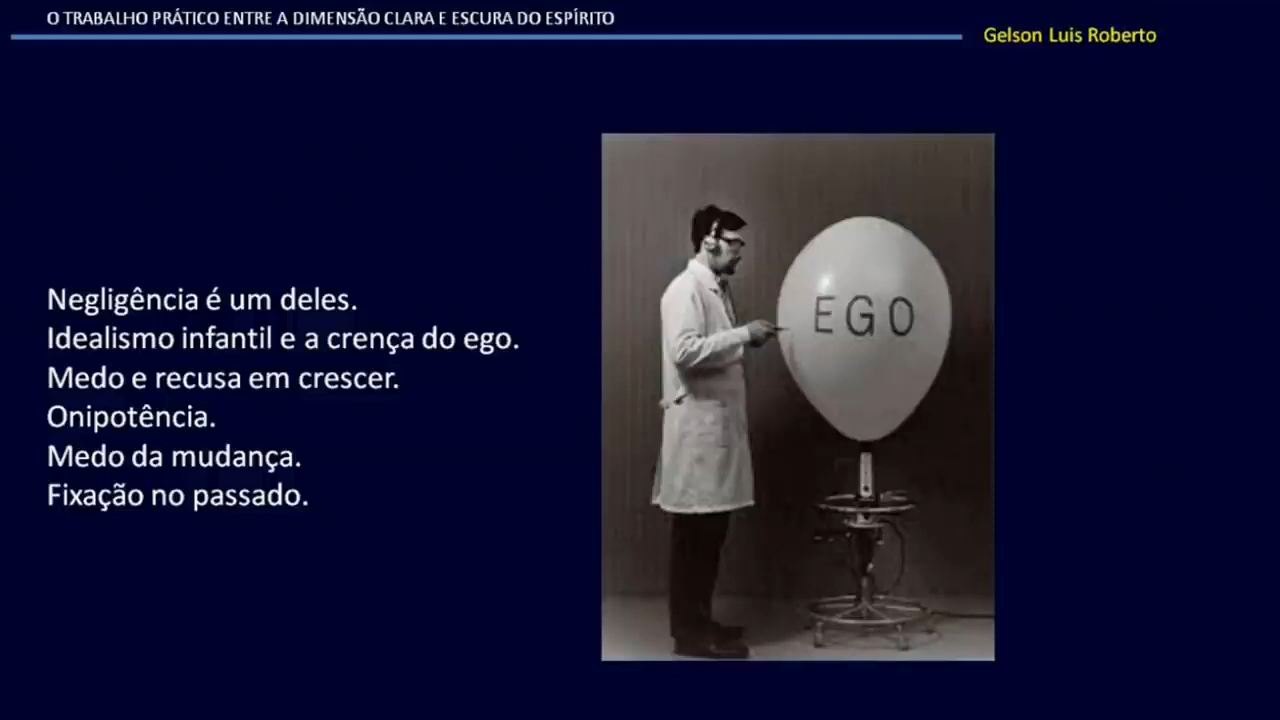 O TRABALHO PRÁTICO ENTRE A DIMENSÃO CLARA E ESCURA DO ESPÍRITO
Gelson Luis Roberto
Negligência é um deles.
Idealismo infantil e a crença do ego.
Medo e recusa em crescer.
Onipotência.
Medo da mudança.
Fixação no passado.
EGO